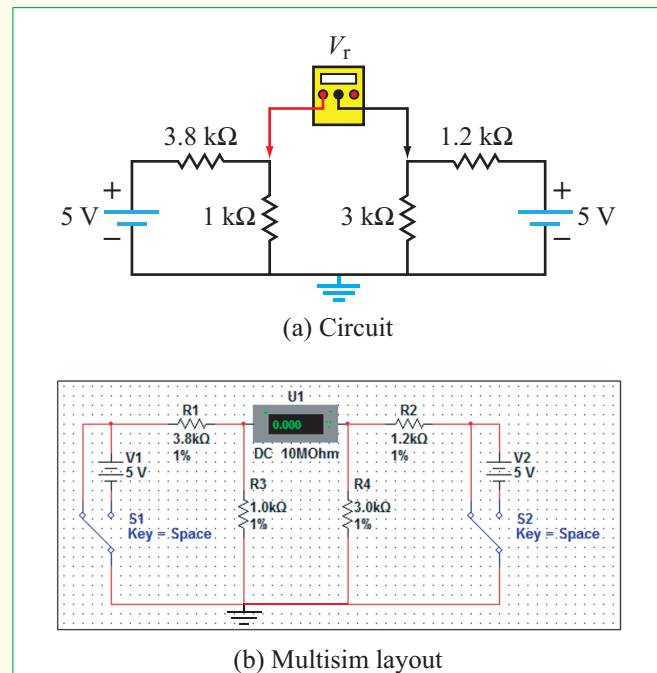 Vr
3.8 kΩ
1.2 kΩ
+
5 V
−
1 kΩ
3 kΩ
+
5 V
−
(a) Circuit
U1
+
0.000
-
DC 10MOhm
R1
3.8kΩ
1%
R2
1.2kΩ
1%
V1
5 V
V2
5 V
R3
1.0kΩ
1%
R4
3.0kΩ
1%
S1
Key = Space
S2
Key = Space
(b) Multisim layout